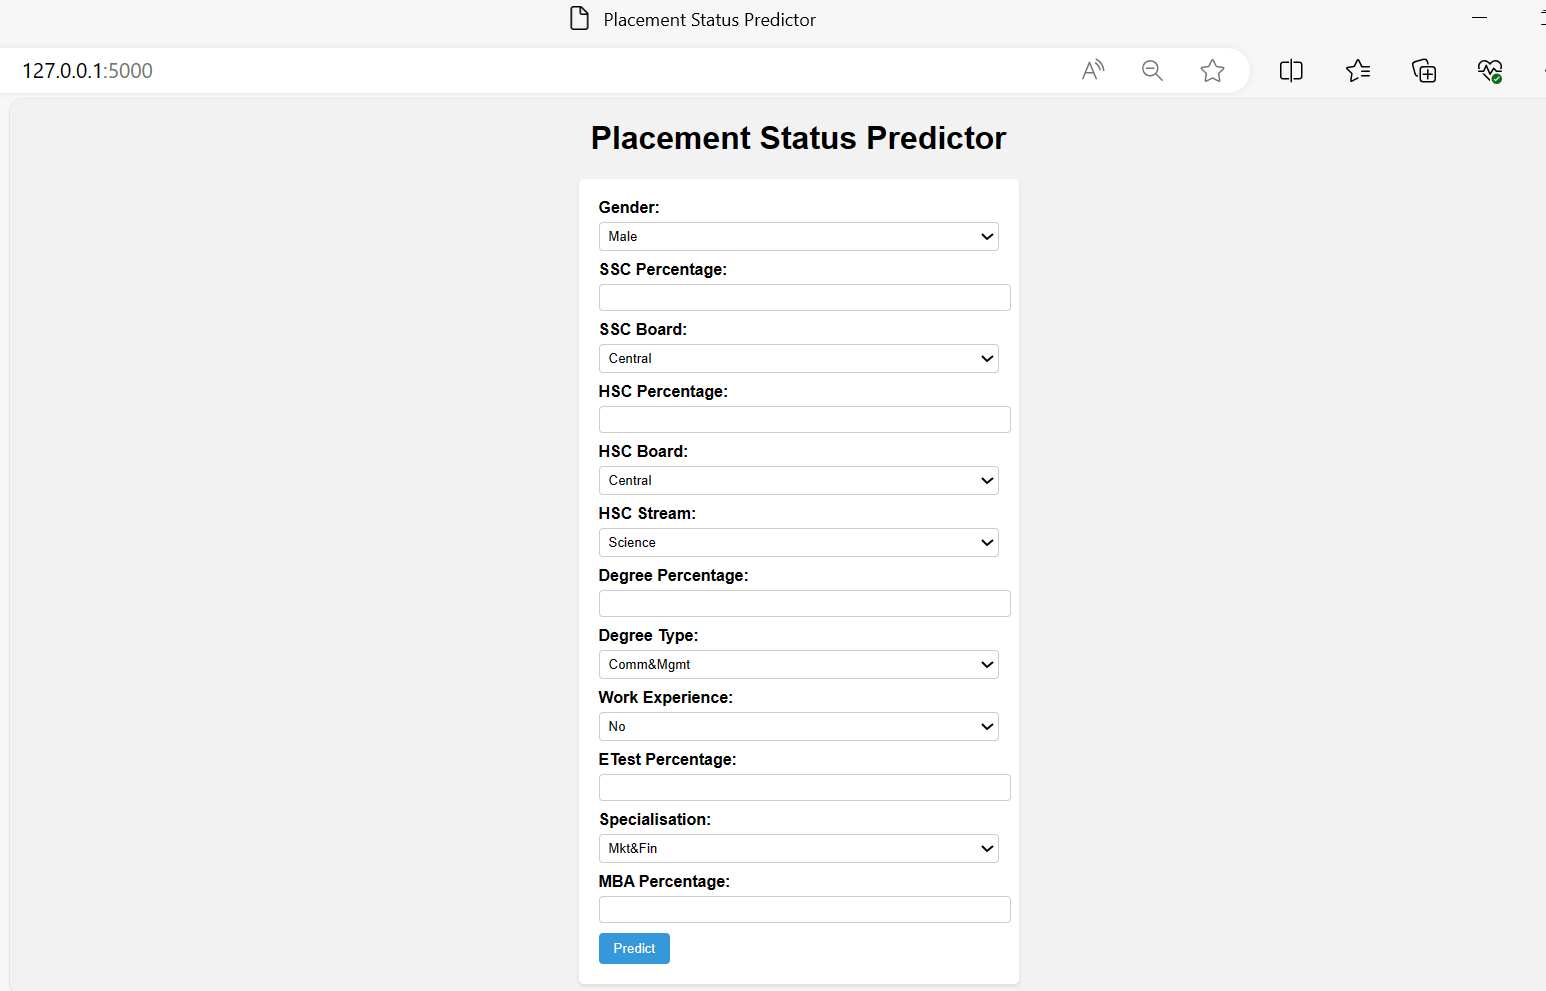 Placement Status Predictor
127.0.0.1:5000
Placement Status Predictor
Gender:
Male
SSC Percentage:
SSC Board:
Central
HSC Percentage:
HSC Board:
Central
HSC Stream:
Science
Degree Percentage:
Degree Type:
Comm&Mgmt
Work Experience:
No
ETest Percentage:
Specialisation:
Mkt&Fin
MBA Percentage:
Predict